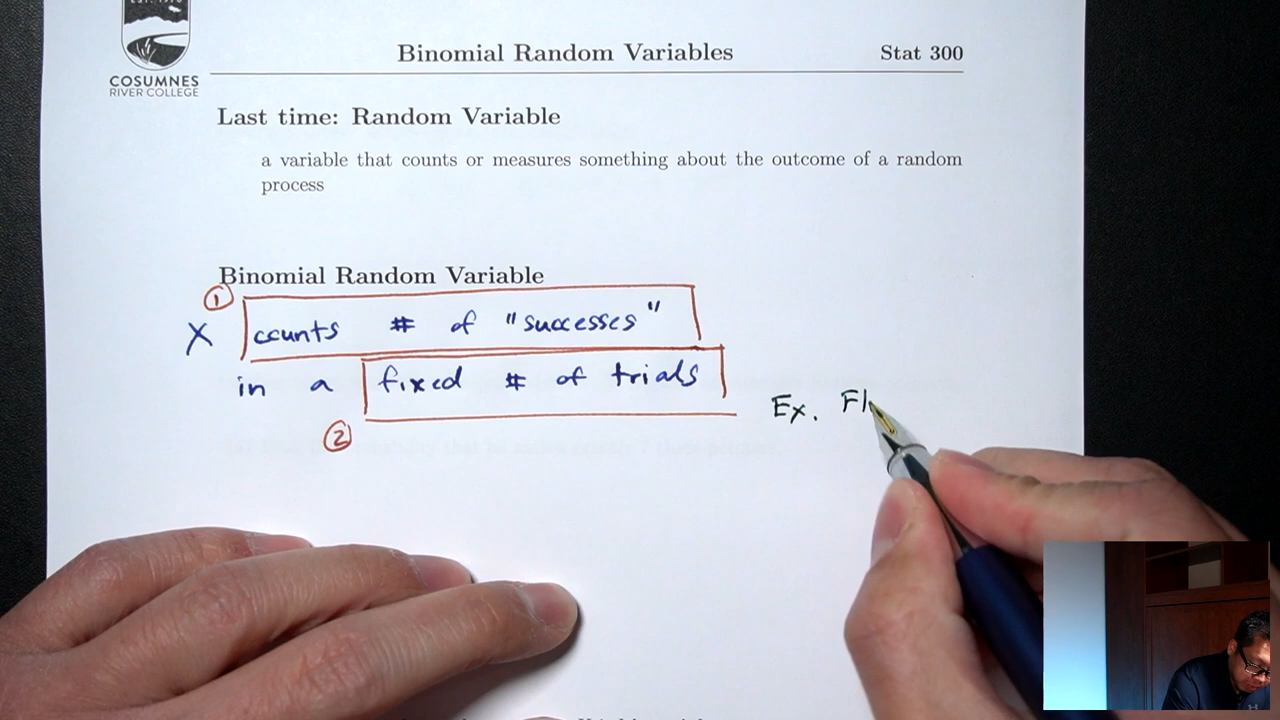 COSUMNES
RIVER COLLEGE
Binomial Random Variables Stat 300
Last time: Random Variable
a variable that counts or measures something about the outcome of a random
process
Binomial Random Variable
①
X counts # of "successes"
in a fixed # of trials
②
Ex. Fl